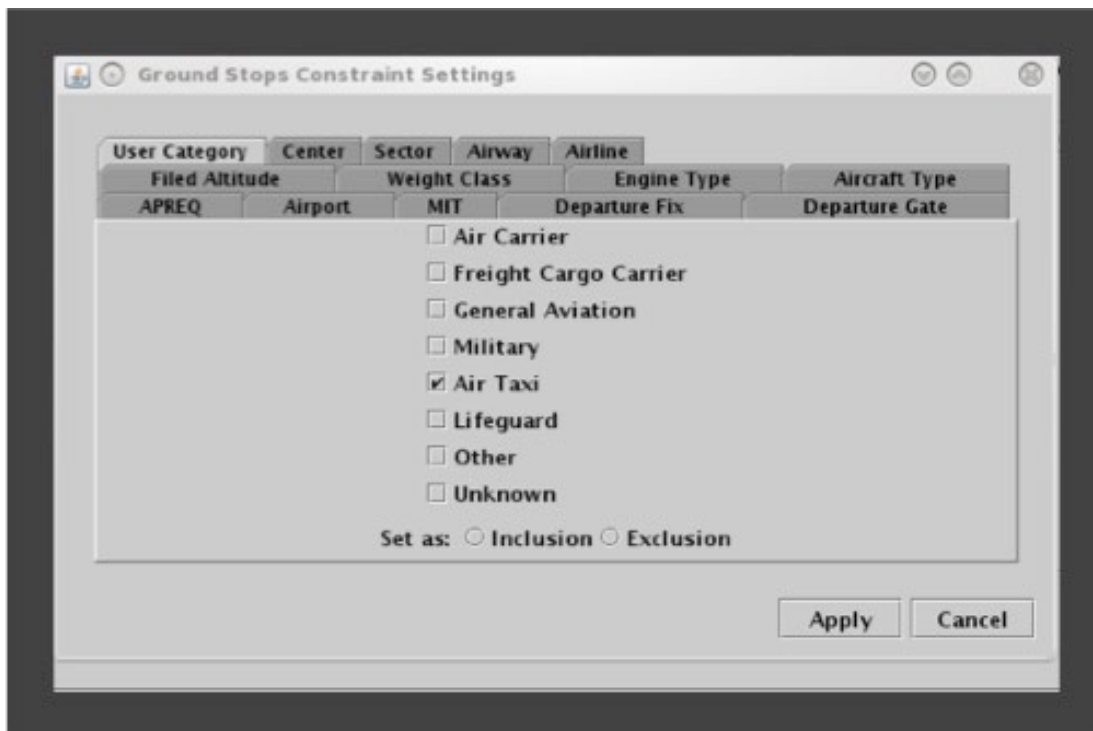 Ground Stops Constraint Settings
User Category Center Sector Airway Airline
Filed Altitude Weight Class Engine Type Aircraft Type
APREQ Airport MIT Departure Fix Departure Gate
Air Carrier
Freight Cargo Carrier
General Aviation
Military
Air Taxi
Lifeguard
Other
Unknown
Set as: Inclusion Exclusion
Apply Cancel